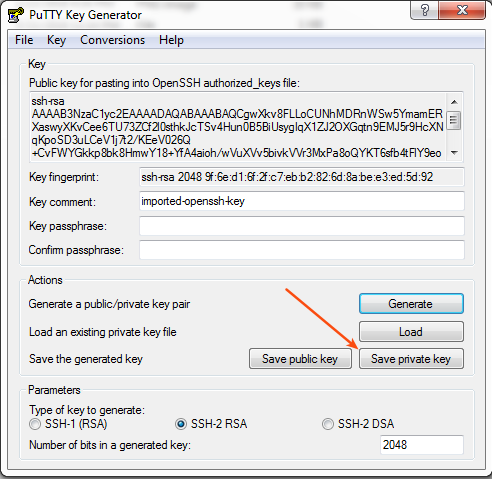 PuTTY Key Generator
File Key Conversions Help
Key
Public key for pasting into OpenSSH authorized_keys file:
ssh-rsa
AAAAB3NzaC1yc2EAAAADAQABAAABAQCgwXkv8FLLoCUNhMDRnWSw5YmamER
XaswyXKvCee6TU73ZCf2l0sthkJcTSv4Hun0B5BiUsyglqX1ZJ2OXGqtn9EMJ5r9HcXN
qKpoSD3uLCeV1j7t2/KEeV026Q
+CvFWYGkkp8bk8HmwY18+YfA4aioh/wVuXVv5bivkVVr3MxPa8oQYKT6sfb4tFlY9eo
Key fingerprint: ssh-rsa 2048 9f:6e:d1:6f:2f:c7:eb:b2:82:6d:8a:be:e3:ed:5d:92
Key comment: imported-openssh-key
Key passphrase:
Confirm passphrase:
Actions
Generate a public/private key pair Generate
Load an existing private key file Load
Save the generated key Save public key Save private key
Parameters
Type of key to generate:
SSH-1 (RSA) SSH-2 RSA SSH-2 DSA
Number of bits in a generated key: 2048